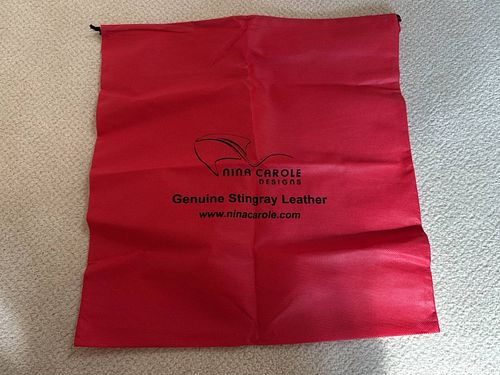 NINA CAROLE
DESIGNS
Genuine Stingray Leather
www.ninacarole.com